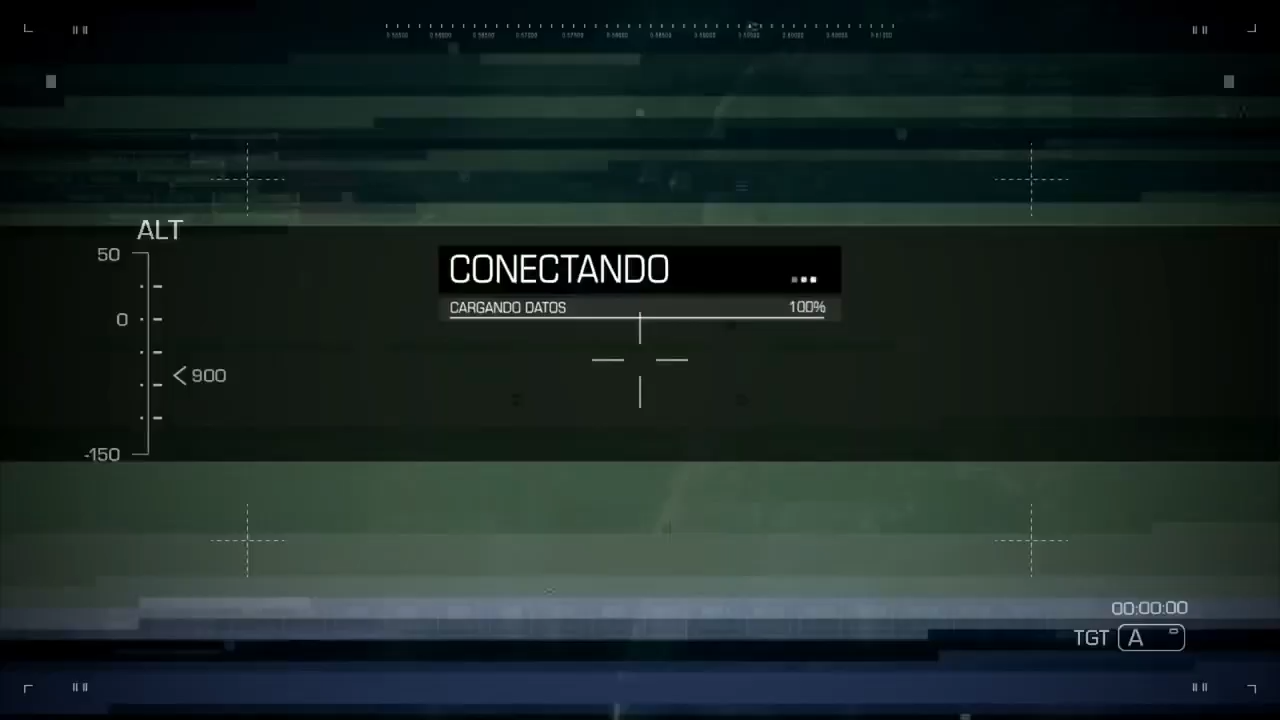 ALT
50
CONECTANDO ...
CARGANDO DATOS 100%
0
900
-150
00:00:00
TGT A